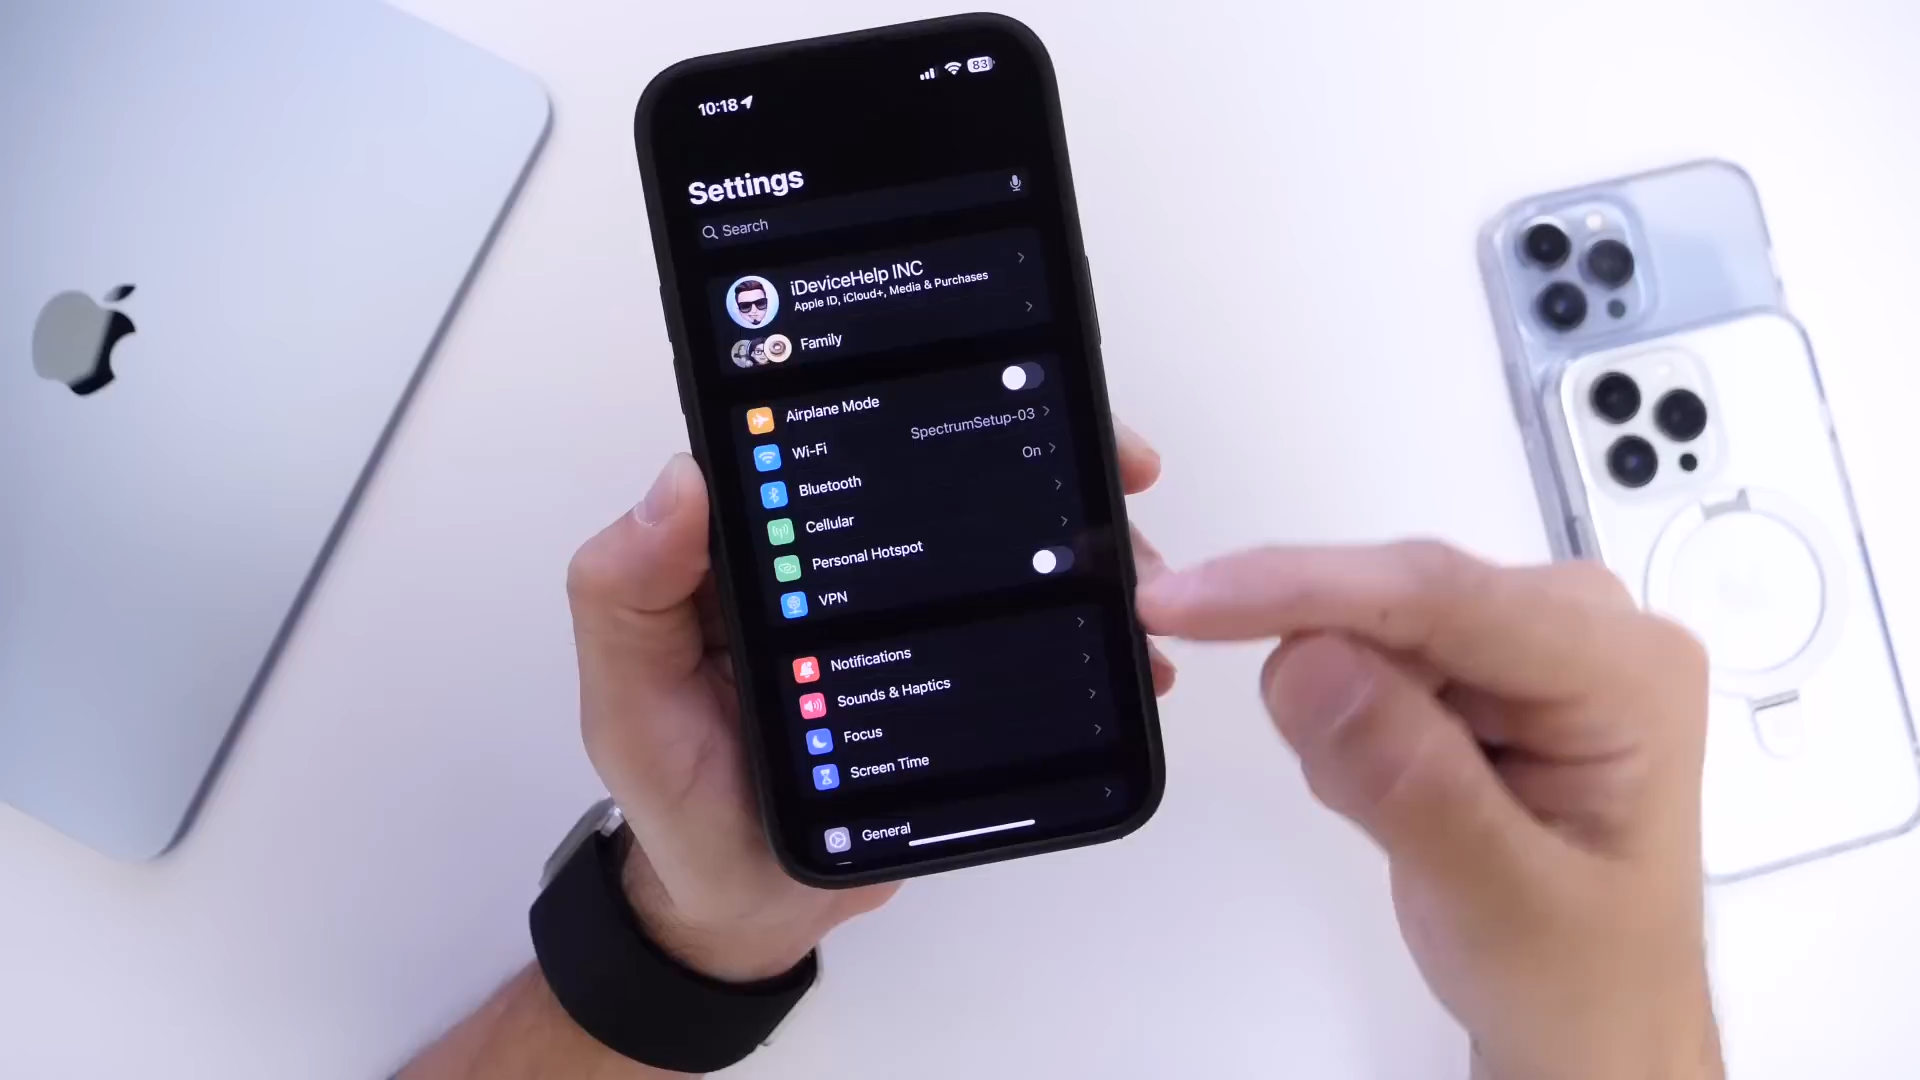 10:18
83
Settings
Search
iDeviceHelp INC
Apple ID, iCloud+, Media & Purchases
Family
Airplane Mode
Wi-Fi SpectrumSetup-03
Bluetooth On
Cellular
Personal Hotspot
VPN
Notifications
Sounds & Haptics
Focus
Screen Time
General